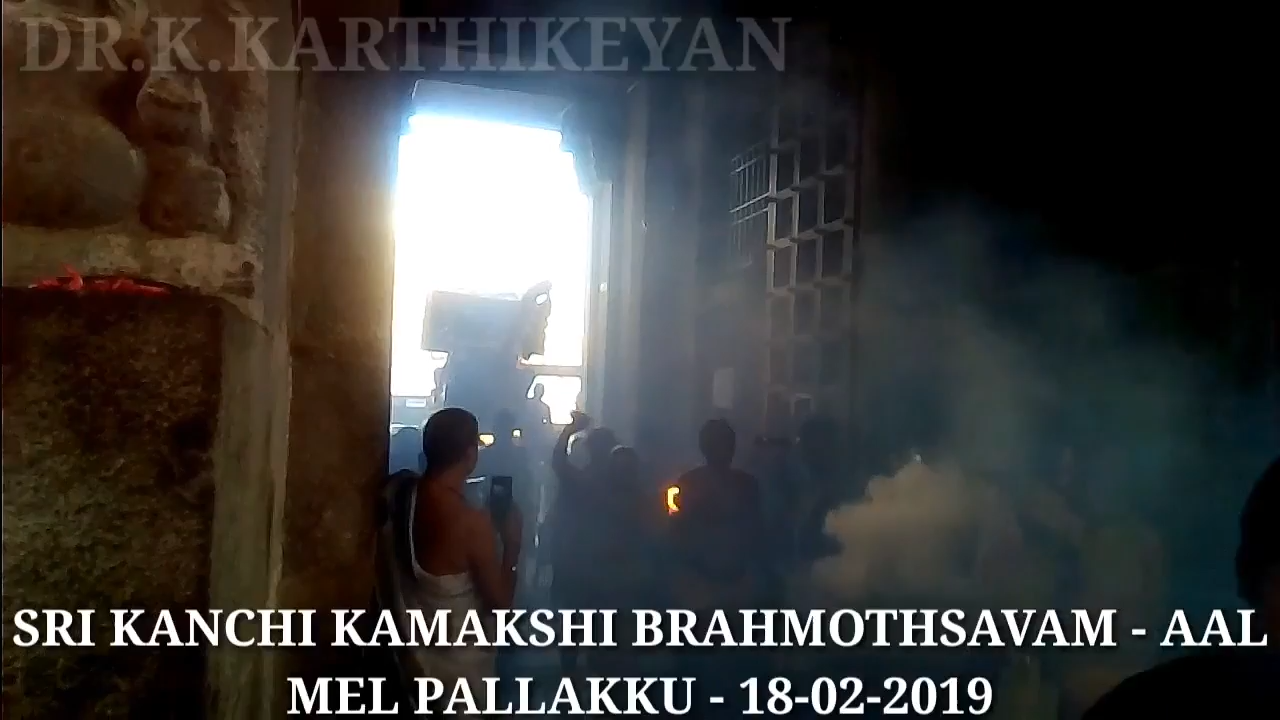 DR.K.KARTHIKEYAN
SRI KANCHI KAMAKSHI BRAHMOTHSAVAM - AAL
MEL PALLAKKU - 18-02-2019